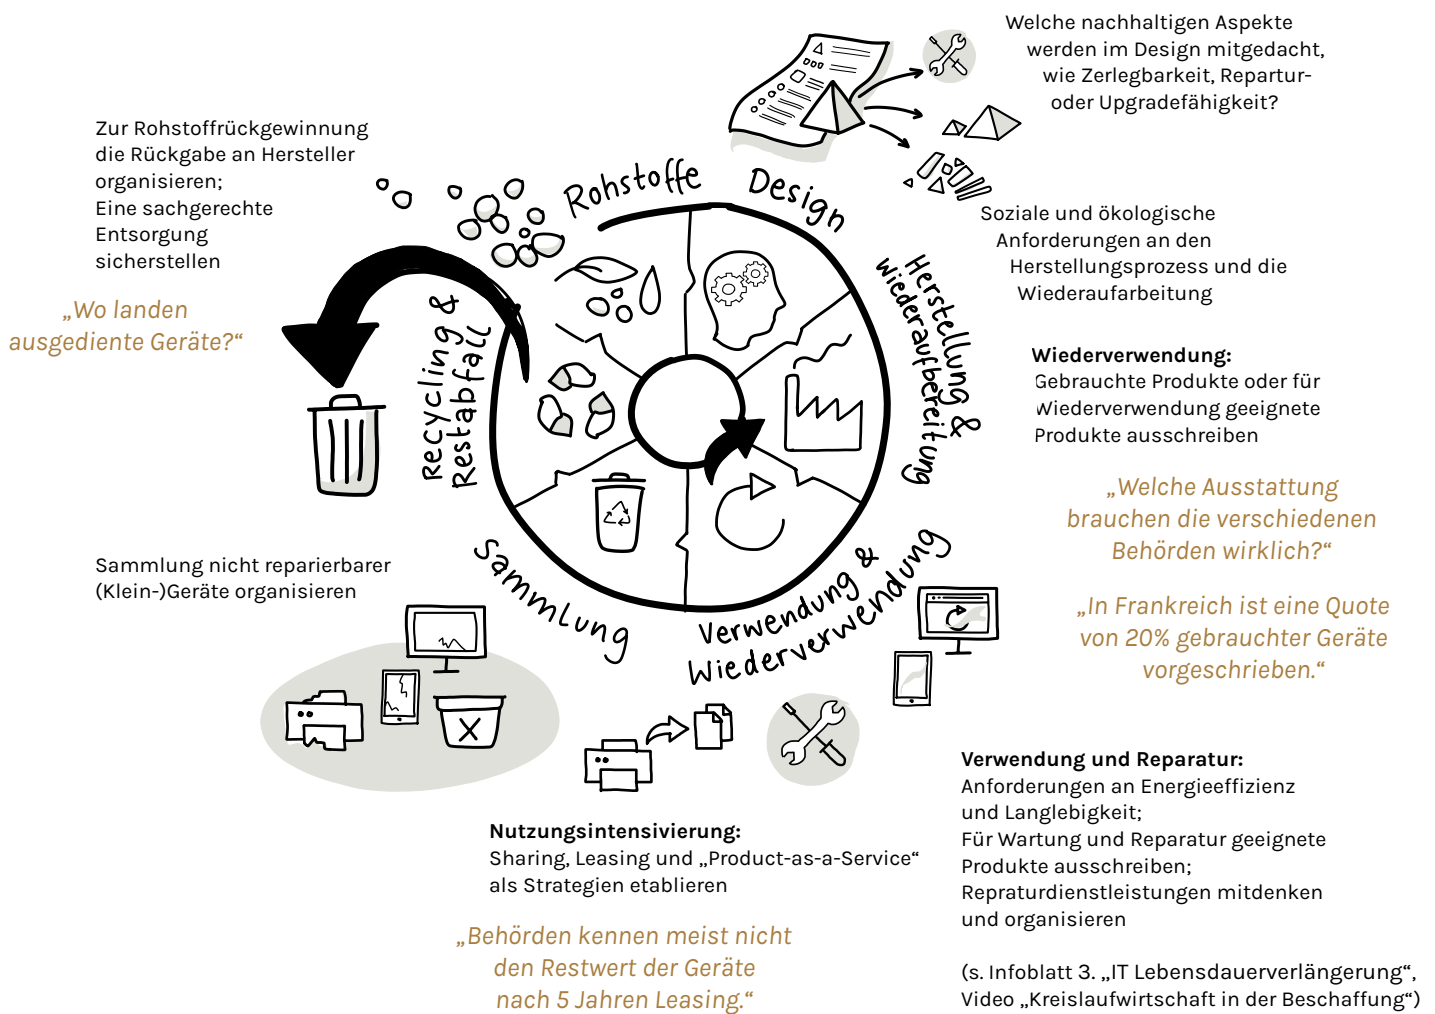 Welche nachhaltigen Aspekte
werden im Design mitgedacht,
wie Zerlegbarkeit, Repartur-
oder Upgradefähigkeit?
Zur Rohstoffrückgewinnung
die Rückgabe an Hersteller
organisieren;
Eine sachgerechte
Entsorgung
sicherstellen
„Wo landen
ausgediente Geräte?“
Rohstoffe
Design
Herstellung &
Wiederaufbereitung
Verwendung &
Wiederverwendung
Sammlung
Recycling &
Restabfall
Soziale und ökologische
Anforderungen an den
Herstellungsprozess und die
Wiederaufarbeitung
Wiederverwendung:
Gebrauchte Produkte oder für
Wiederverwendung geeignete
Produkte ausschreiben
„Welche Ausstattung
brauchen die verschiedenen
Behörden wirklich?“
„In Frankreich ist eine Quote
von 20% gebrauchter Geräte
vorgeschrieben.“
Sammlung nicht reparierbarer
(Klein-)Geräte organisieren
Nutzungsintensivierung:
Sharing, Leasing und „Product-as-a-Service“
als Strategien etablieren
„Behörden kennen meist nicht
den Restwert der Geräte
nach 5 Jahren Leasing.“
Verwendung und Reparatur:
Anforderungen an Energieeffizienz
und Langlebigkeit;
Für Wartung und Reparatur geeignete
Produkte ausschreiben;
Repraturdienstleistungen mitdenken
und organisieren
(s. Infoblatt 3. „IT Lebensdauerverlängerung“,
Video „Kreislaufwirtschaft in der Beschaffung“)